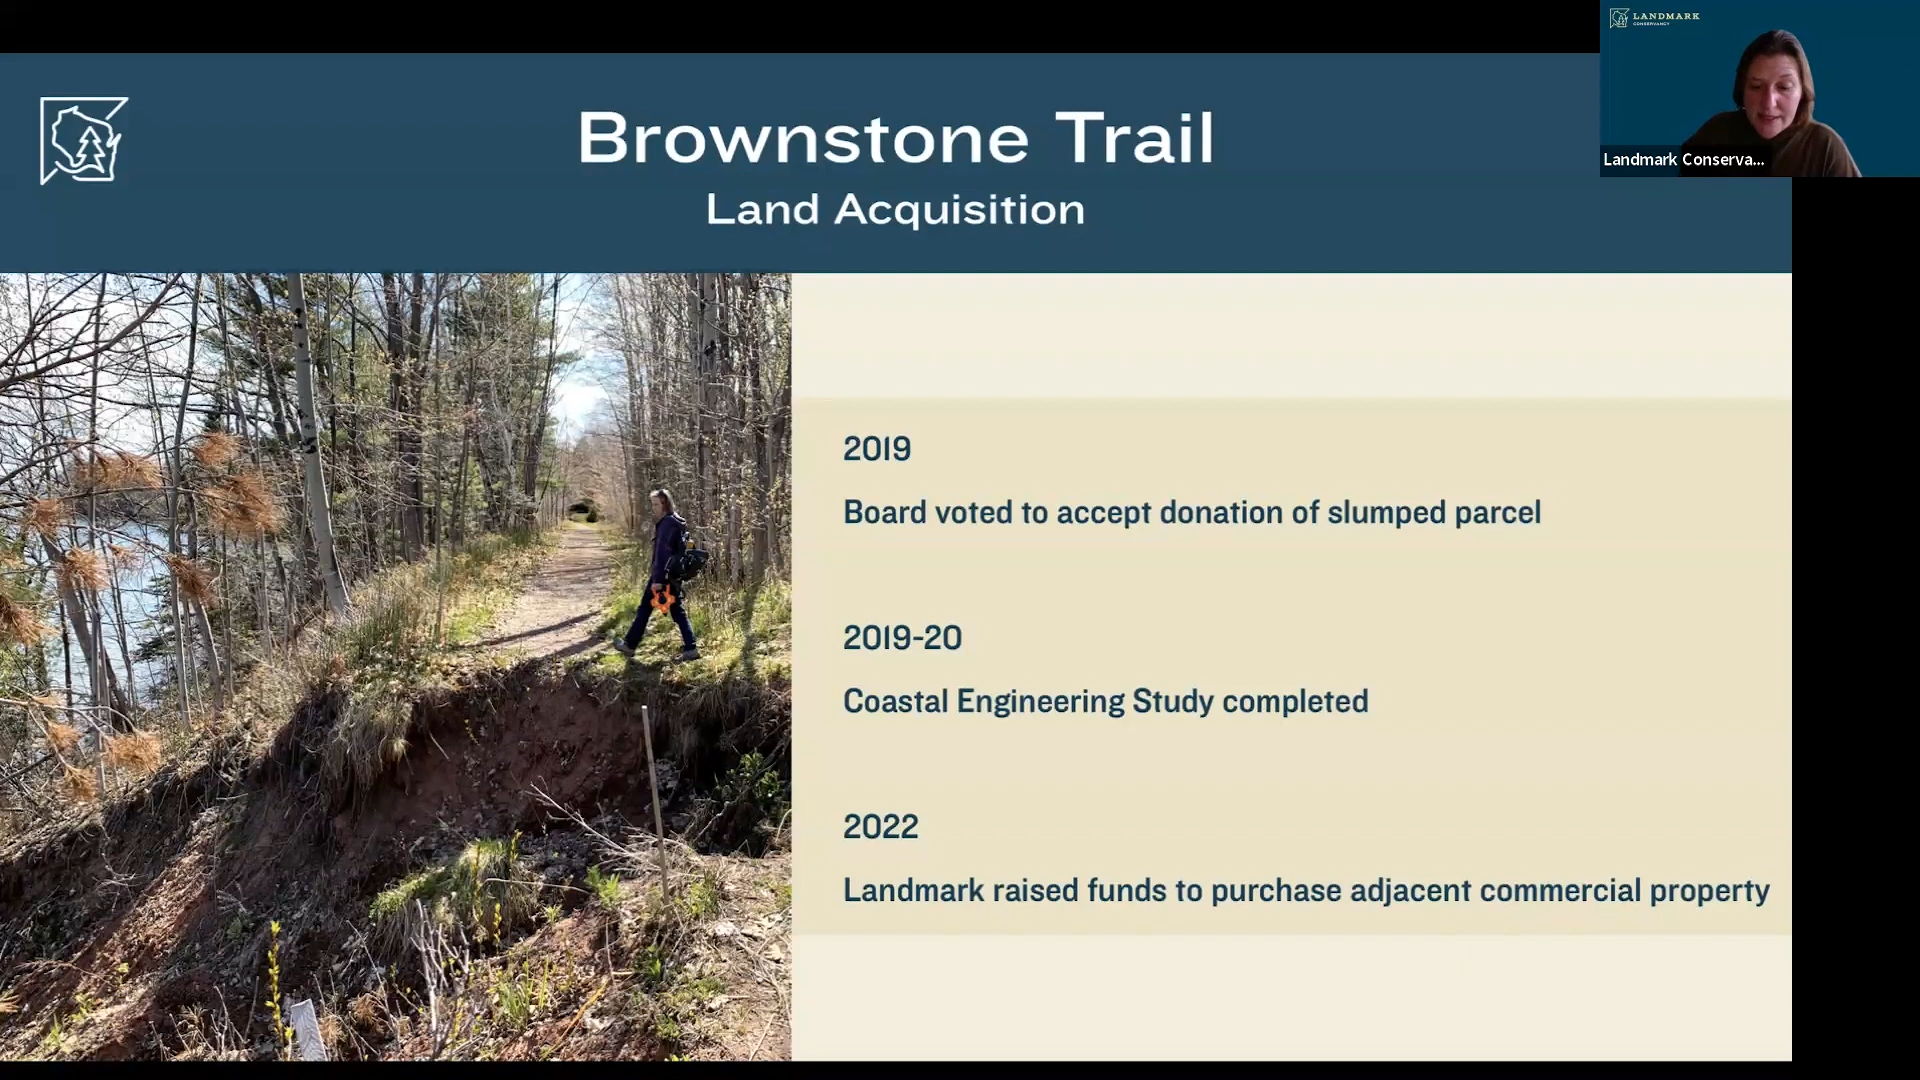 LANDMARK
CONSERVANCY
Landmark Conserva...
Brownstone Trail
Land Acquisition
2019
Board voted to accept donation of slumped parcel
2019-20
Coastal Engineering Study completed
2022
Landmark raised funds to purchase adjacent commercial property